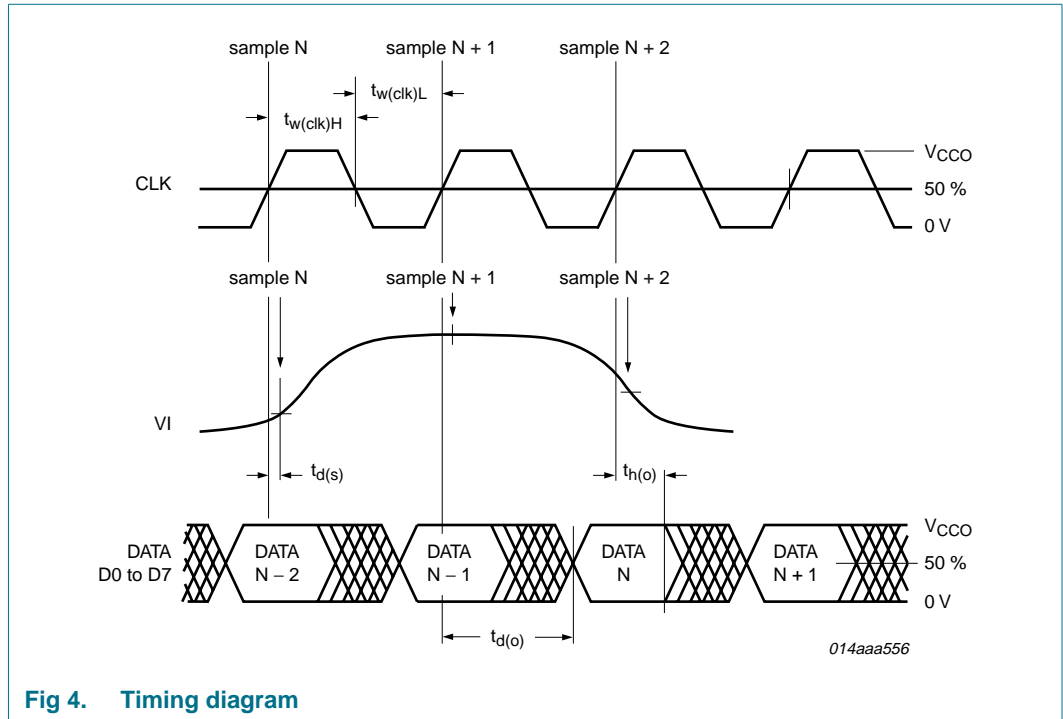 sample N
sample N + 1
sample N + 2
tw(clk)L
tw(clk)H
VCCO
CLK
50 %
0 V
sample N
sample N + 1
sample N + 2
VI
td(s)
th(o)
VCCO
DATA
D0 to D7
DATA
N − 2
DATA
N − 1
DATA
N
DATA
N + 1
50 %
0 V
td(o)
014aaa556
Fig 4. Timing diagram